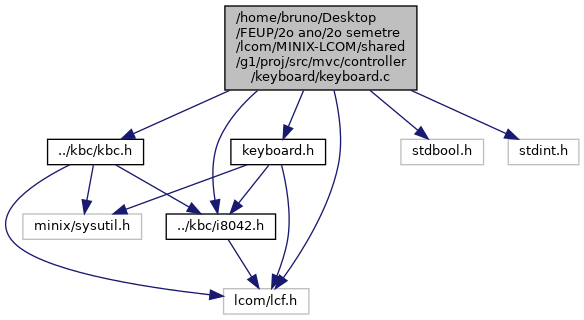 /home/bruno/Desktop
/FEUP/2o ano/2o semetre
/lcom/MINIX-LCOM/shared
/g1/proj/src/mvc/controller
/keyboard/keyboard.c
../kbc/kbc.h
keyboard.h
stdbool.h
stdint.h
minix/sysutil.h
../kbc/i8042.h
lcom/lcf.h